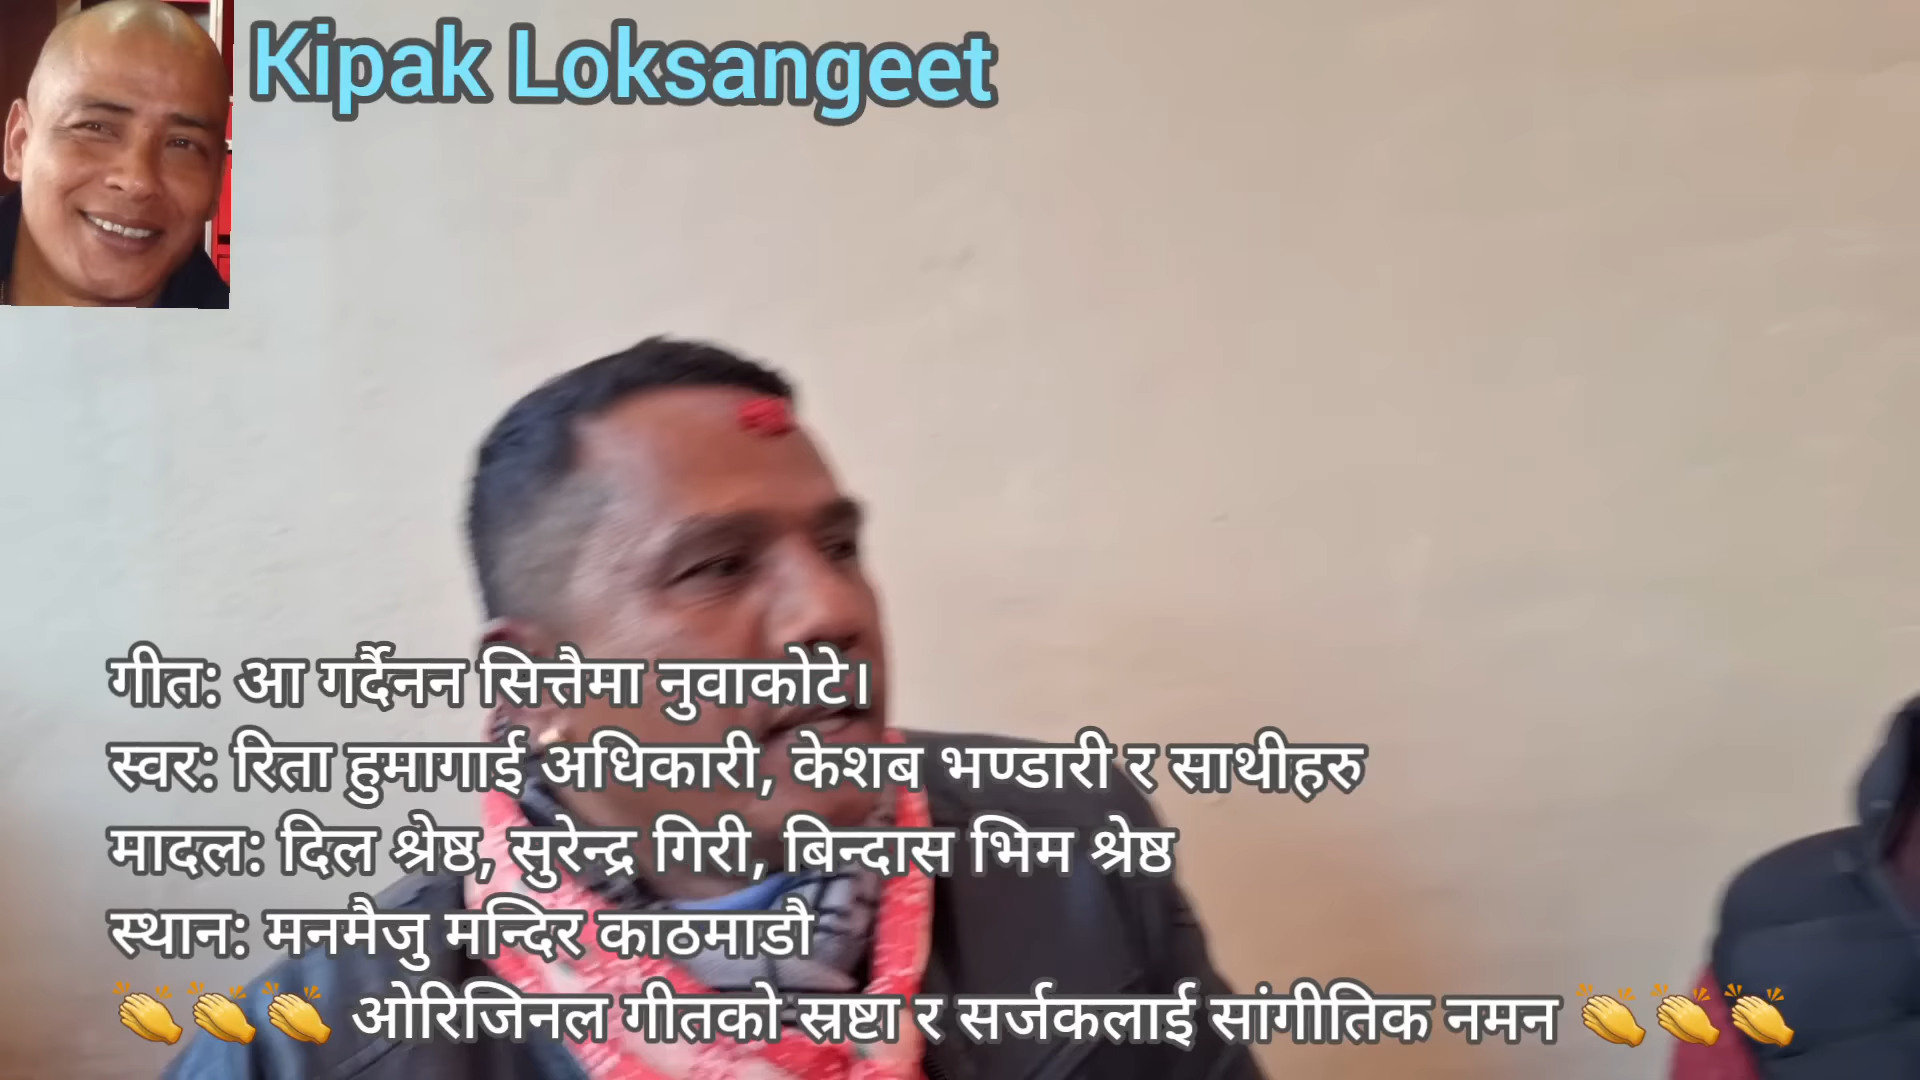 Kipak Loksangeet
गीत: आ गर्दैनन सित्तैमा नुवाकोटे।
स्वर: रिता हुमागाई अधिकारी, केशब भण्डारी र साथीहरु
मादल: दिल श्रेष्ठ, सुरेन्द्र गिरी, बिन्दास भिम श्रेष्ठ
स्थान: मनमैजु मन्दिर काठमाडौ
👏👏👏 ओरिजिनल गीतको स्रष्टा र सर्जकलाई सांगीतिक नमन 👏👏👏